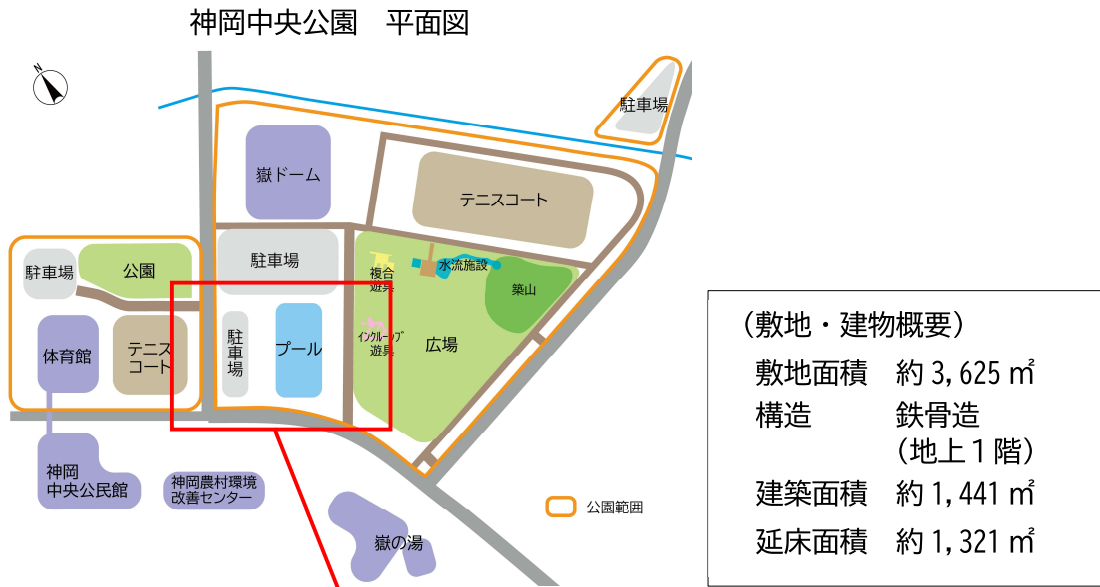 神岡中央公園　平面図
N
駐車場
嶽ドーム
テニスコート
駐車場
公園
駐車場
複合
遊具
水流施設
築山
体育館
テニス
コート
駐車場
プール
インクルーシブ
遊具
広場
神岡
中央公民館
神岡農村環境
改善センター
嶽の湯
公園範囲
（敷地・建物概要）
敷地面積　約 3,625 ㎡
構造　　　鉄骨造
（地上１階）
建築面積　約 1,441 ㎡
延床面積　約 1,321 ㎡